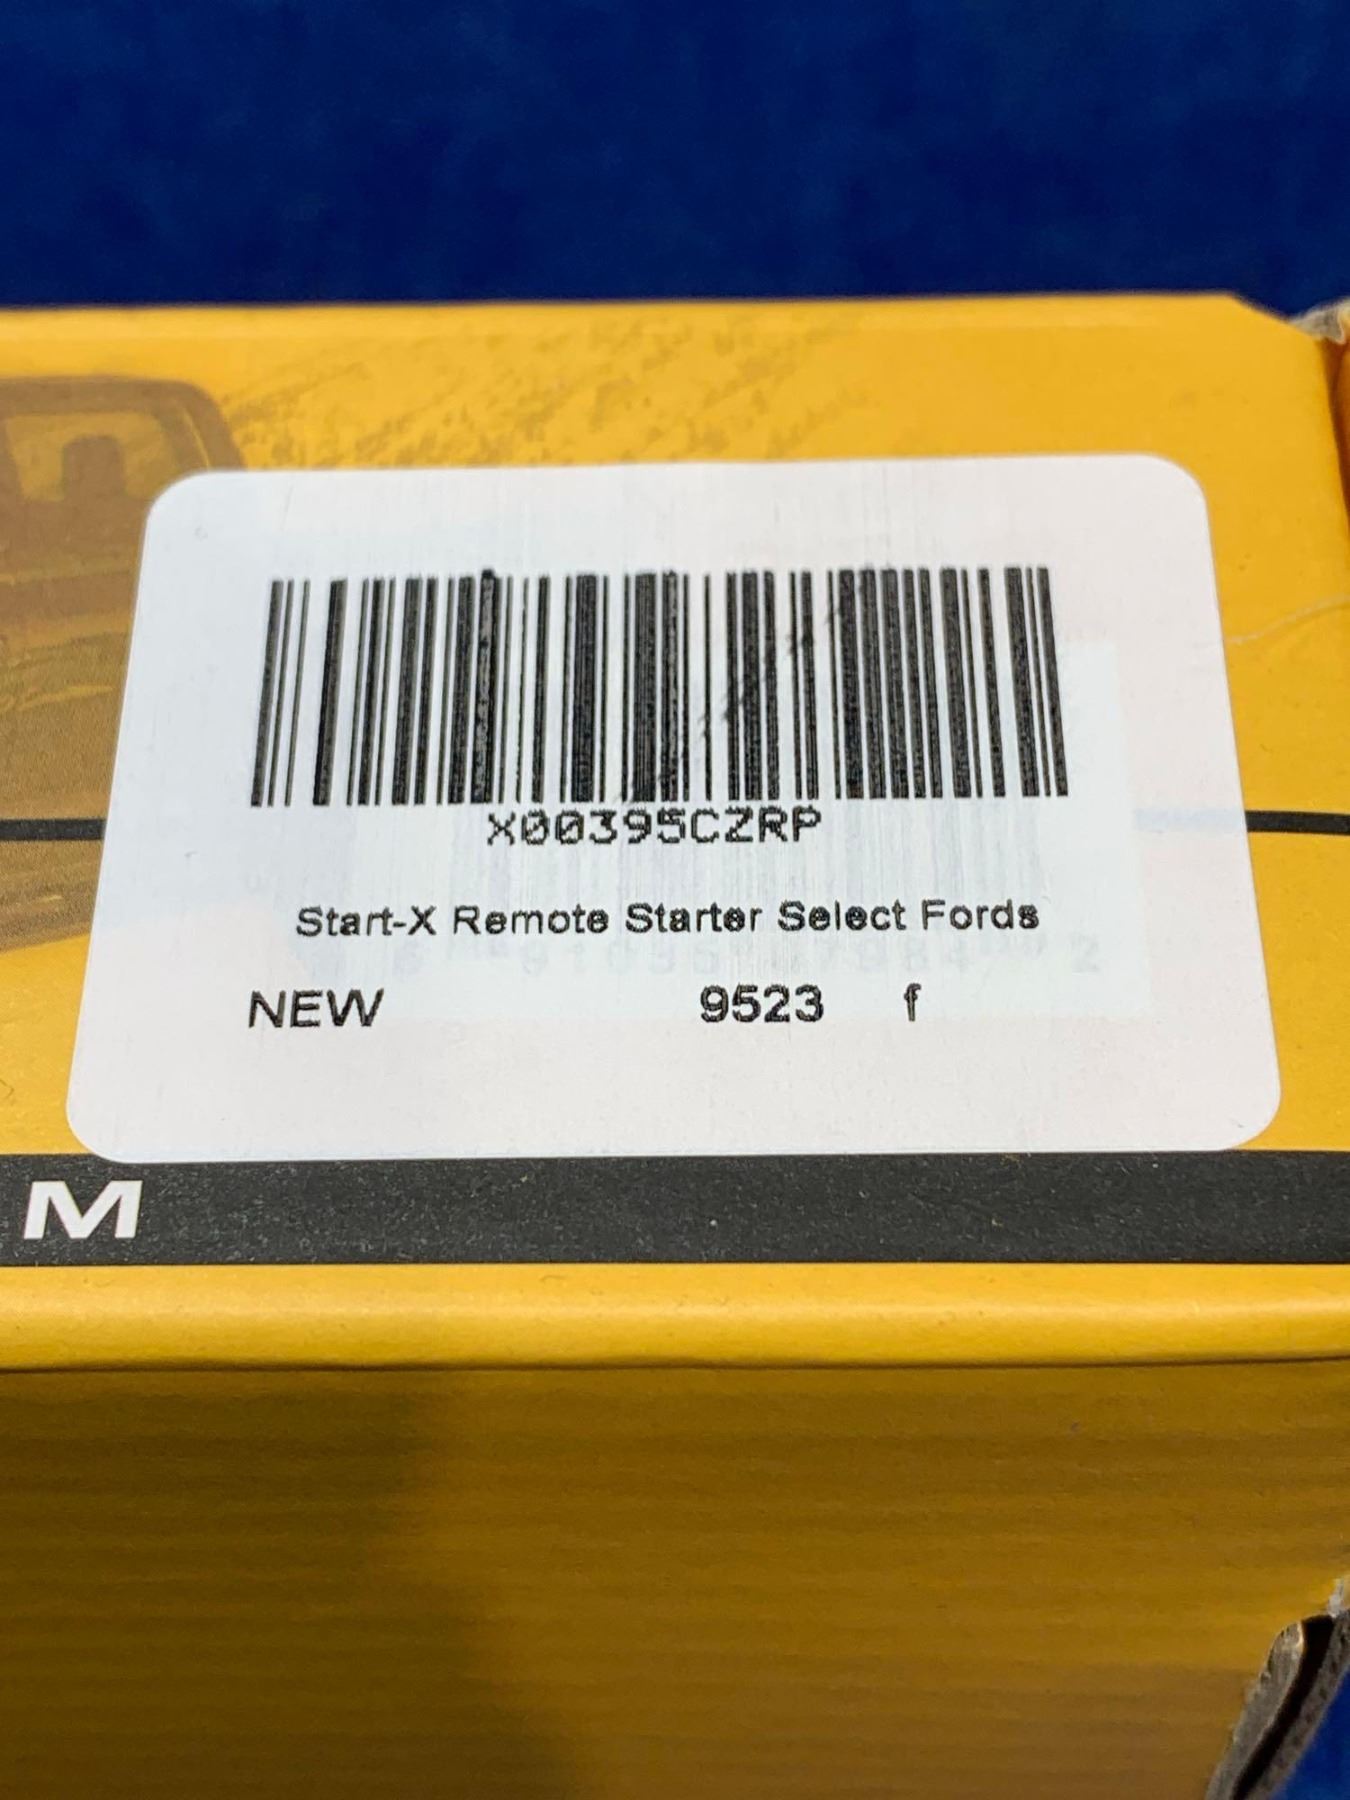 X00395CZRP
Start-X Remote Starter Select Fords
NEW 9523 f
M